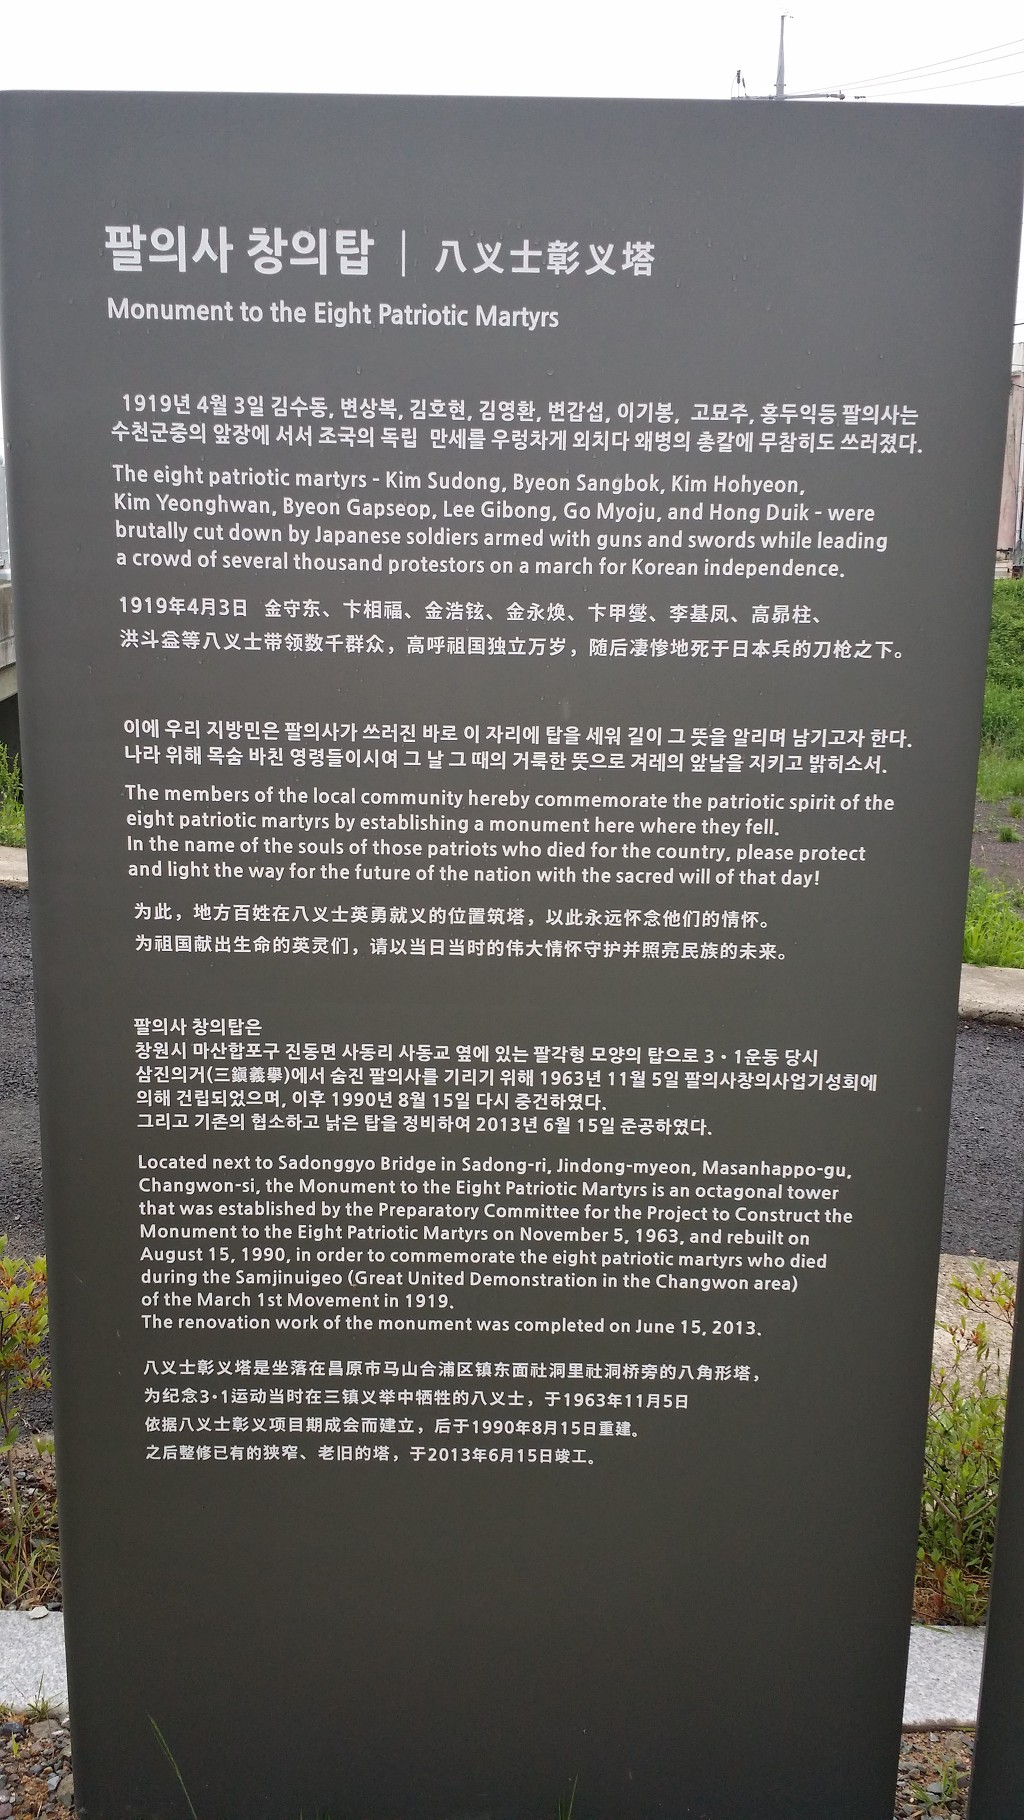 팔의사 창의탑 | 八义士彰义塔
Monument to the Eight Patriotic Martyrs
1919년 4월 3일 김수동, 변상복, 김호현, 김영환, 변갑섭, 이기봉, 고묘주, 홍두익등 팔의사는
수천군중의 앞장에 서서 조국의 독립 만세를 우렁차게 외치다 왜병의 총칼에 무참히도 쓰러졌다.
The eight patriotic martyrs - Kim Sudong, Byeon Sangbok, Kim Hohyeon,
Kim Yeonghwan, Byeon Gapseop, Lee Gibong, Go Myoju, and Hong Duik - were
brutally cut down by Japanese soldiers armed with guns and swords while leading
a crowd of several thousand protestors on a march for Korean independence.
1919年4月3日 金守东、卞相福、金浩铉、金永焕、卞甲燮、李基凤、高昴柱、
洪斗益等八义士带领数千群众，高呼祖国独立万岁，随后凄惨地死于日本兵的刀枪之下。
이에 우리 지방민은 팔의사가 쓰러진 바로 이 자리에 탑을 세워 길이 그 뜻을 알리며 남기고자 한다.
나라 위해 목숨 바친 영령들이시여 그 날 그 때의 거룩한 뜻으로 겨레의 앞날을 지키고 밝히소서.
The members of the local community hereby commemorate the patriotic spirit of the
eight patriotic martyrs by establishing a monument here where they fell.
In the name of the souls of those patriots who died for the country, please protect
and light the way for the future of the nation with the sacred will of that day!
为此，地方百姓在八义士英勇就义的位置筑塔，以此永远怀念他们的情怀。
为祖国献出生命的英灵们，请以当日当时的伟大情怀守护并照亮民族的未来。
팔의사 창의탑은
창원시 마산합포구 진동면 사동리 사동교 옆에 있는 팔각형 모양의 탑으로 3·1운동 당시
삼진의거(三鎭義擧)에서 숨진 팔의사를 기리기 위해 1963년 11월 5일 팔의사창의사업기성회에
의해 건립되었으며, 이후 1990년 8월 15일 다시 중건하였다.
그리고 기존의 협소하고 낡은 탑을 정비하여 2013년 6월 15일 준공하였다.
Located next to Sadonggyo Bridge in Sadong-ri, Jindong-myeon, Masanhappo-gu,
Changwon-si, the Monument to the Eight Patriotic Martyrs is an octagonal tower
that was established by the Preparatory Committee for the Project to Construct the
Monument to the Eight Patriotic Martyrs on November 5, 1963, and rebuilt on
August 15, 1990, in order to commemorate the eight patriotic martyrs who died
during the Samjinuigeo (Great United Demonstration in the Changwon area)
of the March 1st Movement in 1919.
The renovation work of the monument was completed on June 15, 2013.
八义士彰义塔是坐落在昌原市马山合浦区镇东面社洞里社洞桥旁的八角形塔，
为纪念3·1运动当时在三镇义举中牺牲的八义士，于1963年11月5日
依据八义士彰义项目期成会而建立，后于1990年8月15日重建。
之后整修已有的狭窄、老旧的塔，于2013年6月15日竣工。